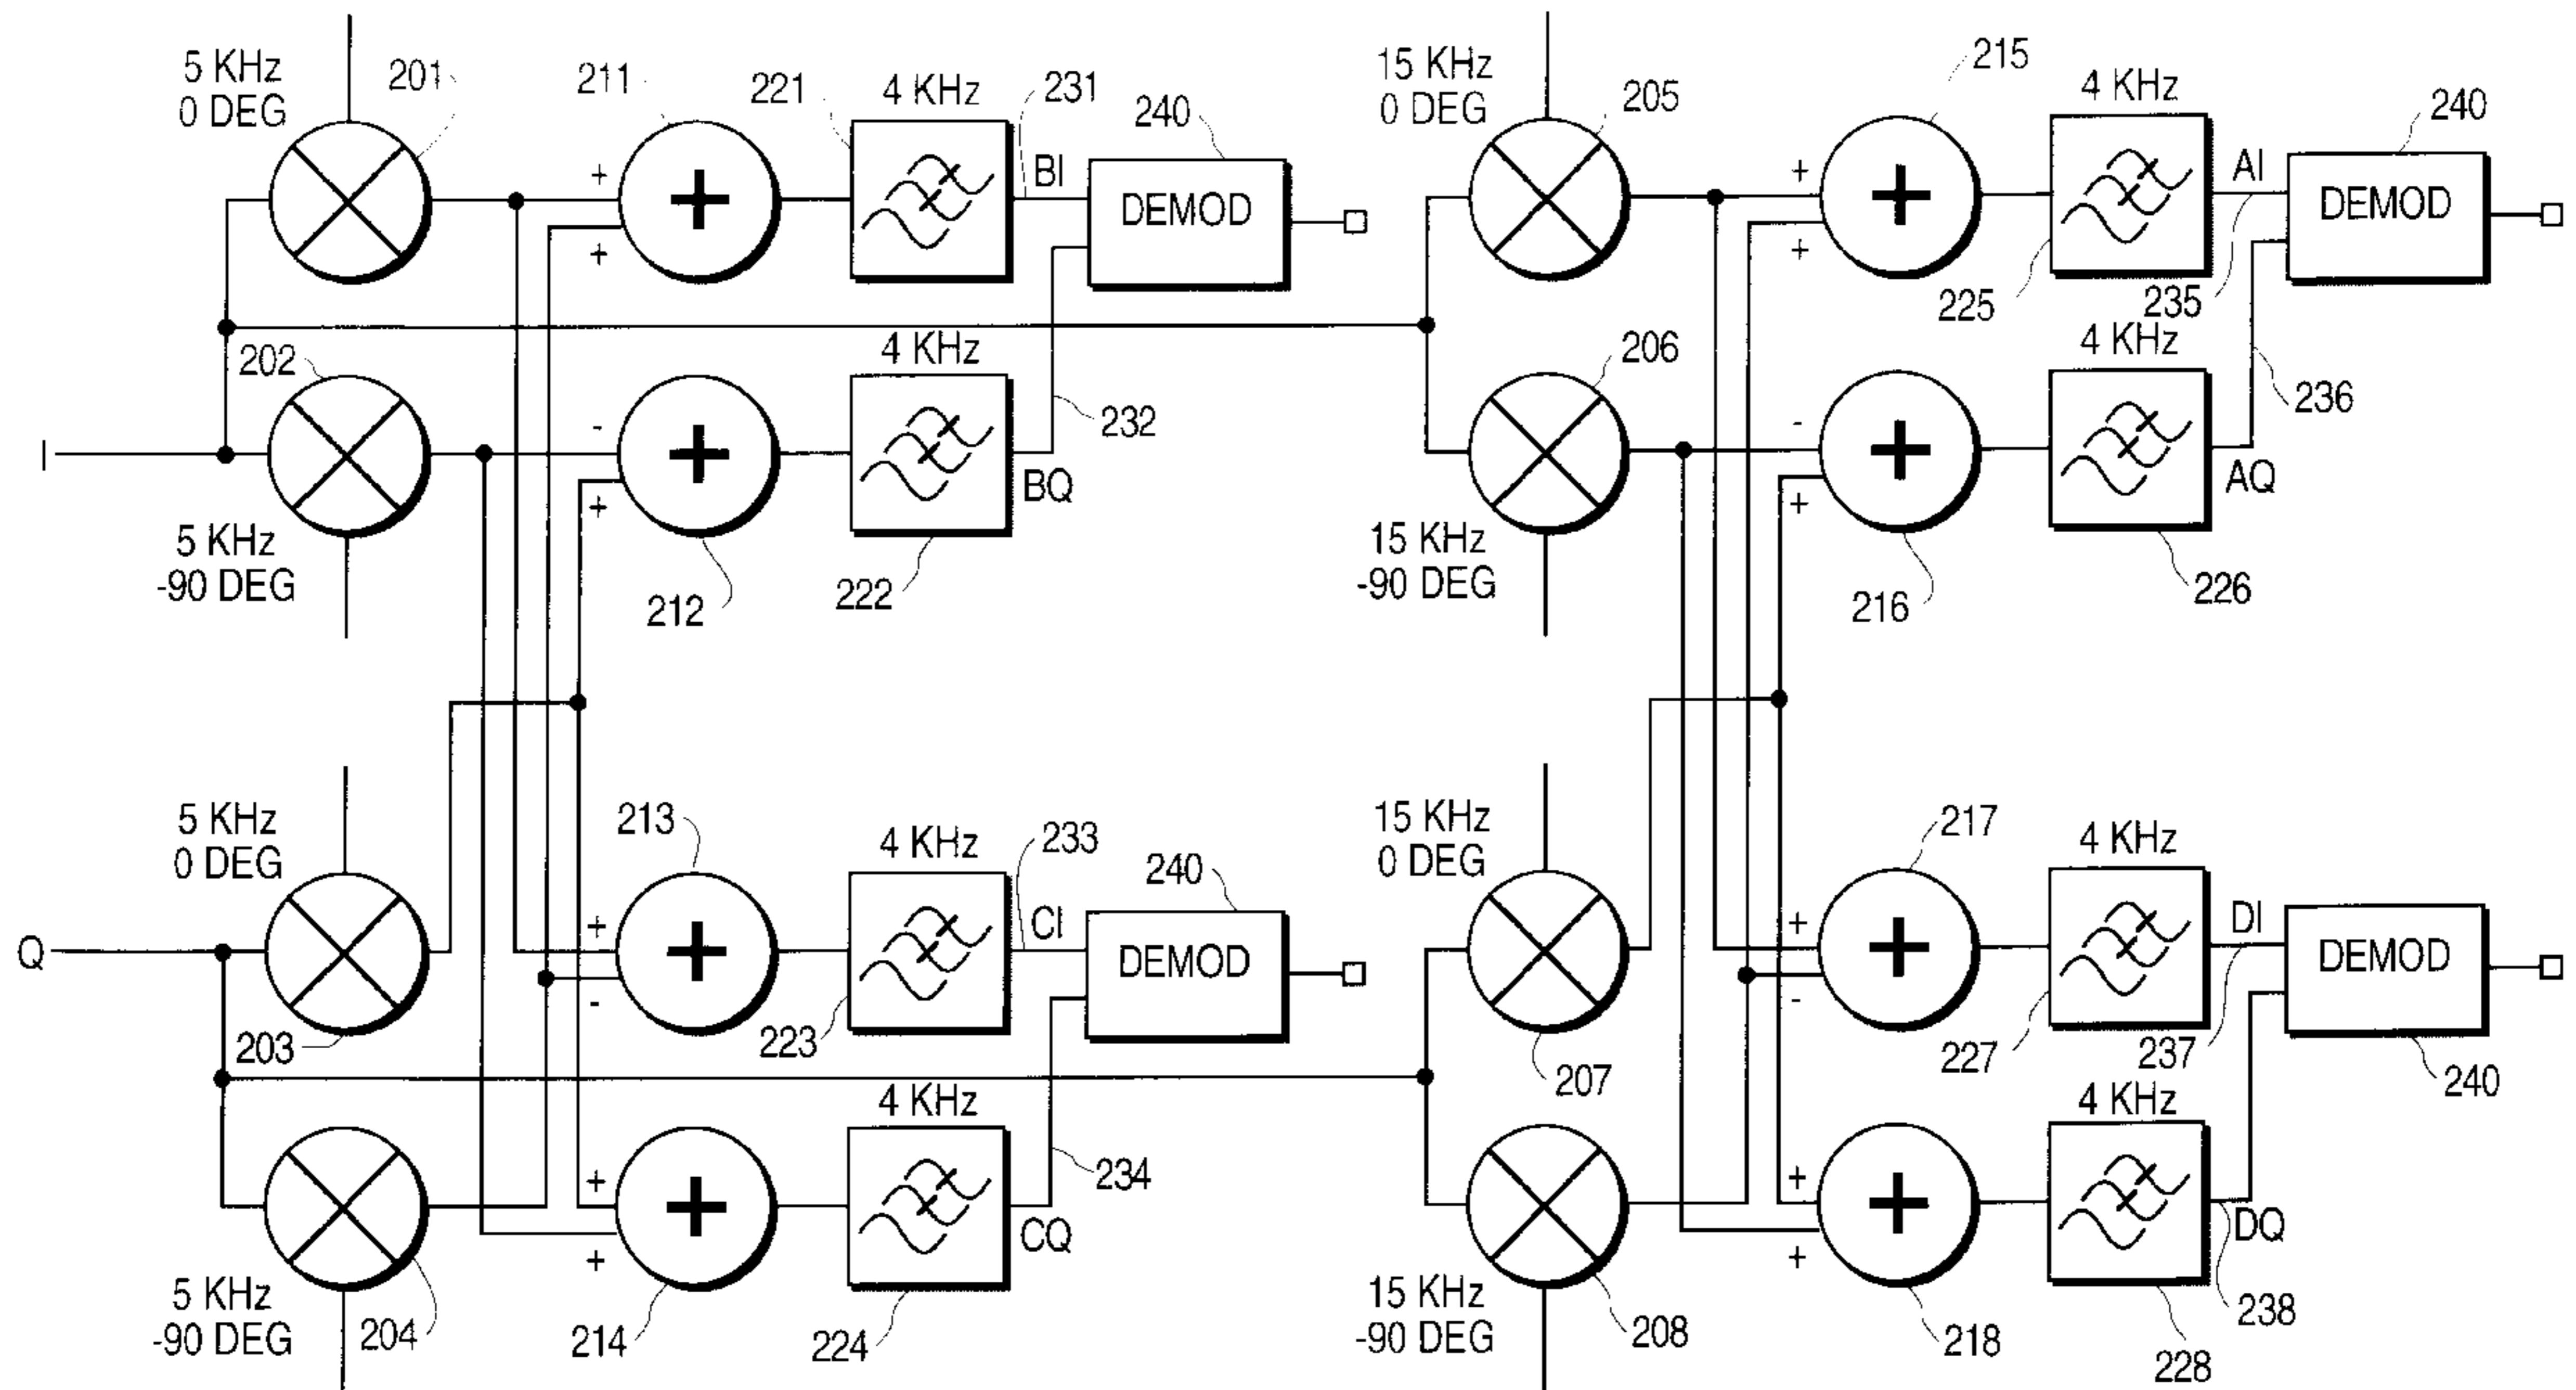 5 KHz
0 DEG
201
211
221
4 KHz
231
BI
240
DEMOD
+
+
202
I
5 KHz
-90 DEG
-
+
212
4 KHz
222
BQ
232
15 KHz
0 DEG
205
215
+
+
4 KHz
225
AI
235
240
DEMOD
206
15 KHz
-90 DEG
-
+
216
4 KHz
226
AQ
236
5 KHz
0 DEG
Q
203
213
+
-
4 KHz
223
CI
233
240
DEMOD
5 KHz
-90 DEG
204
+
+
214
4 KHz
224
CQ
234
15 KHz
0 DEG
207
217
+
-
4 KHz
227
DI
237
DEMOD
240
15 KHz
-90 DEG
208
+
+
218
4 KHz
228
DQ
238